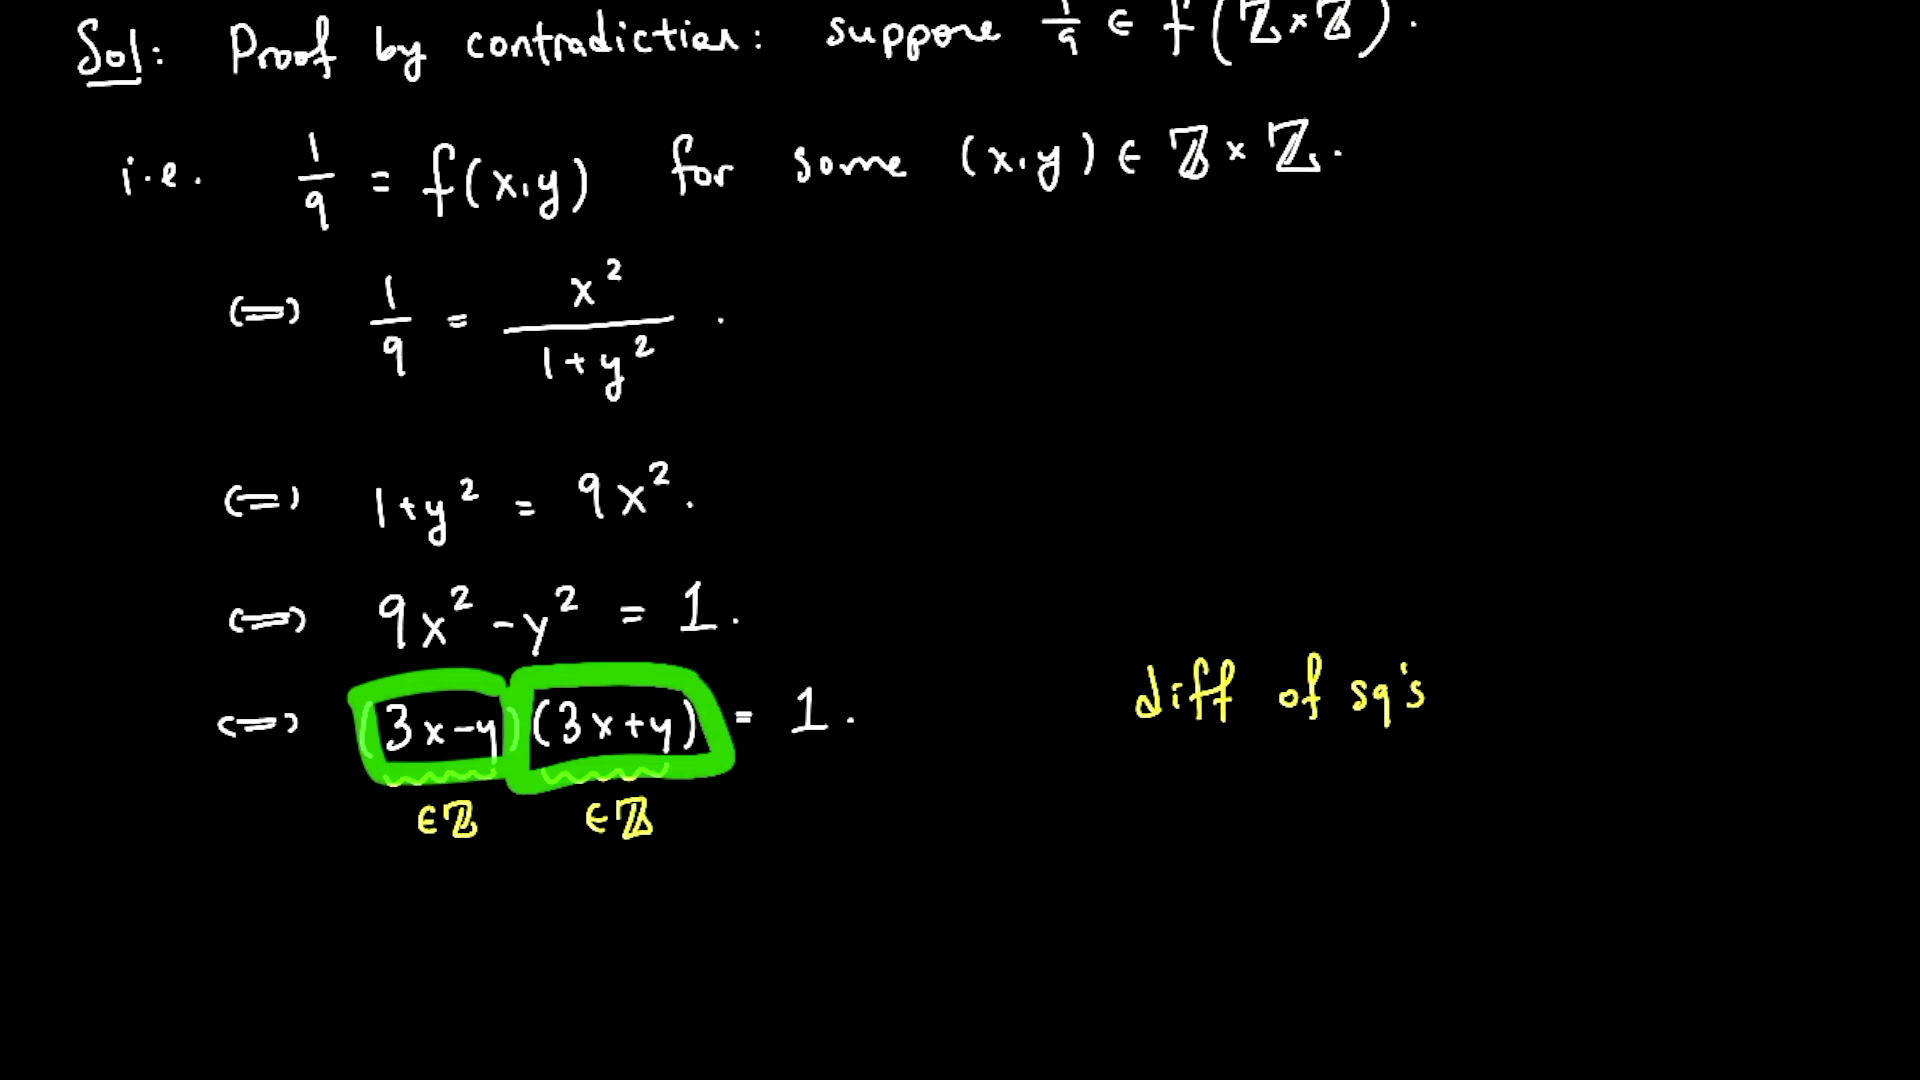 Sol: Proof by contradiction: suppose 1/9 ∈ f(ℤ×ℤ).
i.e. 1/9 = f(x,y) for some (x,y) ∈ ℤ × ℤ.
⟺ 1/9 = x²/(1+y²).
⟺ 1+y² = 9x².
⟺ 9x² - y² = 1.
⟺ (3x-y)(3x+y) = 1. diff of sq's
∈ℤ ∈ℤ